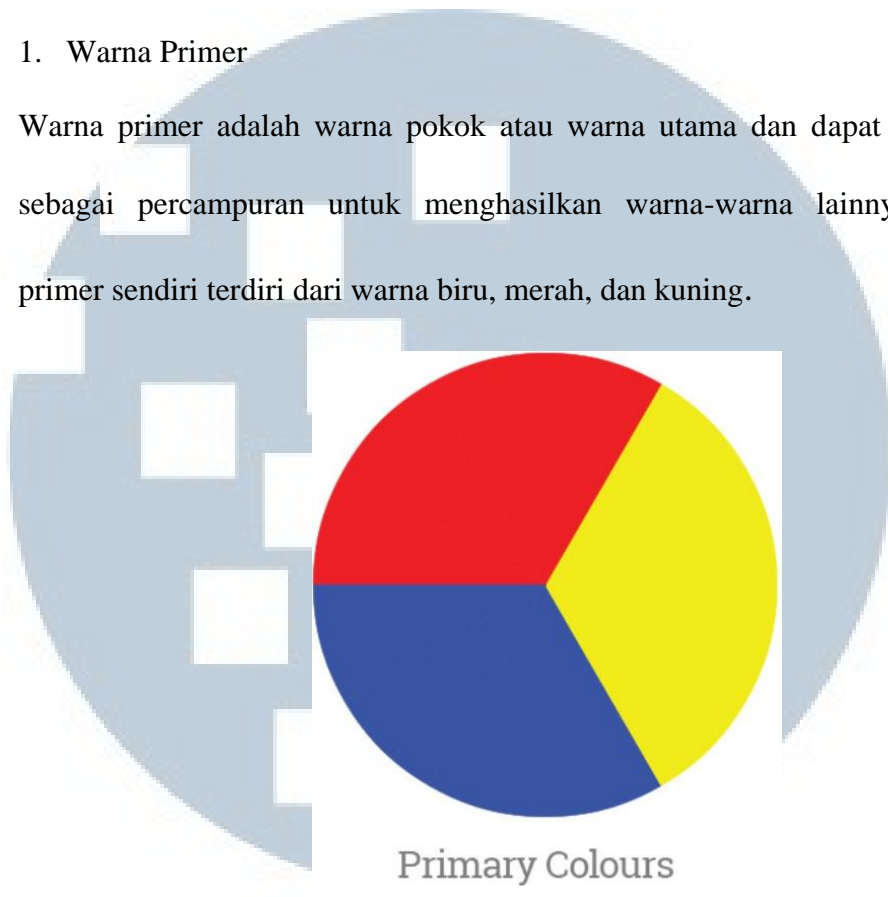 1. Warna Primer
Warna primer adalah warna pokok atau warna utama dan dapat
sebagai percampuran untuk menghasilkan warna-warna
primer sendiri terdiri dari warna biru, merah, dan kuning.
Primary Colours